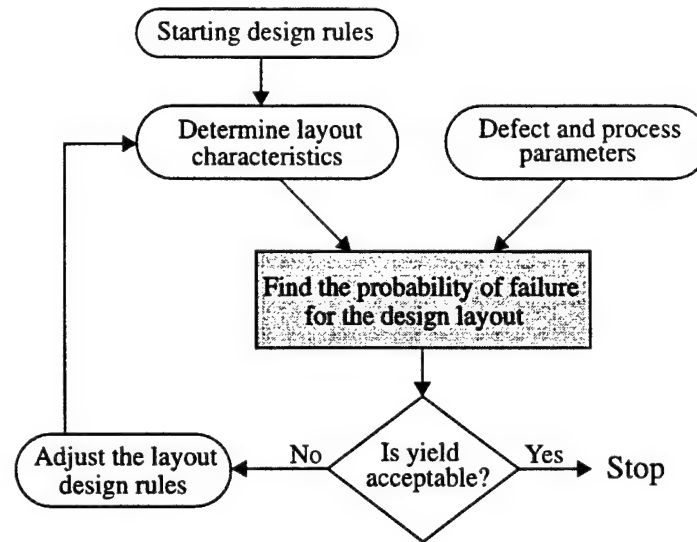 Starting design rules
Determine layout
characteristics
Defect and process
parameters
Find the probability of failure
for the design layout
Is yield
acceptable?
No
Yes
Stop
Adjust the layout
design rules